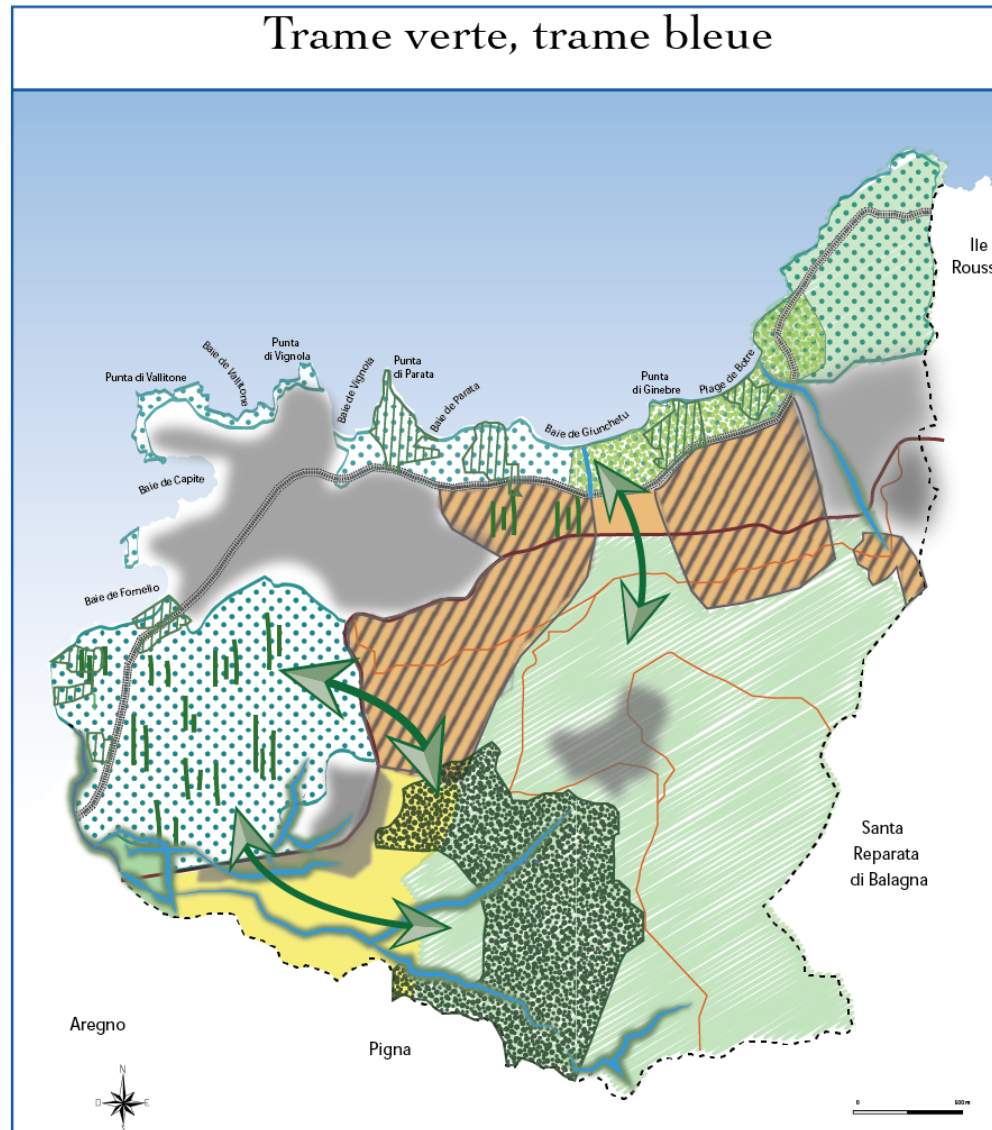 Trame verte, trame bleue
Ile
Rouss
Punta
di Vignola
Baie de Vallitone
Punta di Vallitone
Baie de Vignola
Punta
di Parata
Baie de Parata
Punta
di Ginebre
Plage de Botre
Baie de Giunchetu
Baie de Capite
Baie de Fornello
Santa
Reparata
di Balagna
Aregno
Pigna
N
O
E
S
0
500 m